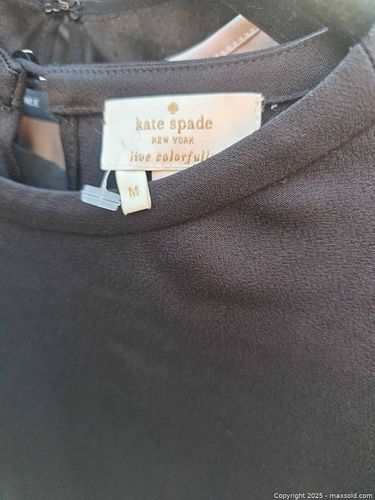 kate spade
NEW YORK
live colorfully
M
Copyright © 2025 - maxsold.com